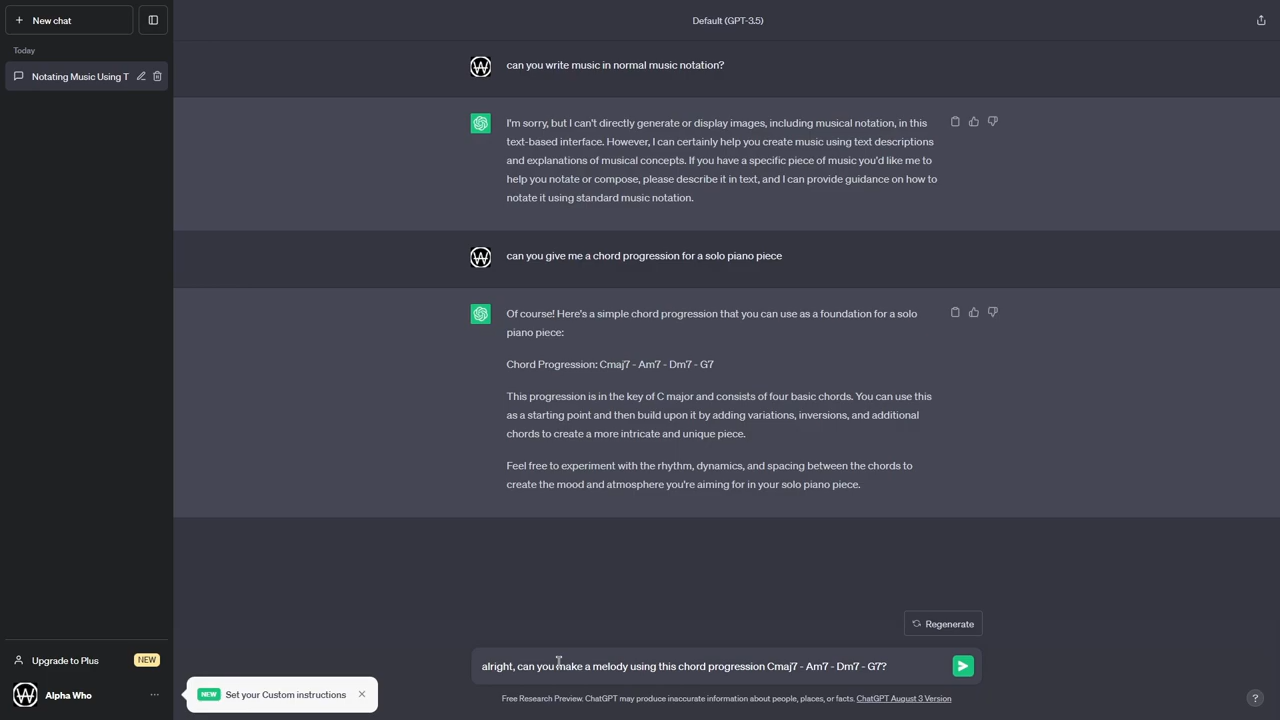 New chat
Today
Notating Music Using T
Upgrade to Plus
NEW
Alpha Who
...
NEW
Set your Custom instructions
Default (GPT-3.5)
can you write music in normal music notation?
I'm sorry, but I can't directly generate or display images, including musical notation, in this
text-based interface. However, I can certainly help you create music using text descriptions
and explanations of musical concepts. If you have a specific piece of music you'd like me to
help you notate or compose, please describe it in text, and I can provide guidance on how to
notate it using standard music notation.
can you give me a chord progression for a solo piano piece
Of course! Here's a simple chord progression that you can use as a foundation for a solo
piano piece:
Chord Progression: Cmaj7 - Am7 - Dm7 - G7
This progression is in the key of C major and consists of four basic chords. You can use this
as a starting point and then build upon it by adding variations, inversions, and additional
chords to create a more intricate and unique piece.
Feel free to experiment with the rhythm, dynamics, and spacing between the chords to
create the mood and atmosphere you're aiming for in your solo piano piece.
Regenerate
alright, can you make a melody using this chord progression Cmaj7 - Am7 - Dm7 - G7?
Free Research Preview. ChatGPT may produce inaccurate information about people, places, or facts. ChatGPT August 3 Version
?